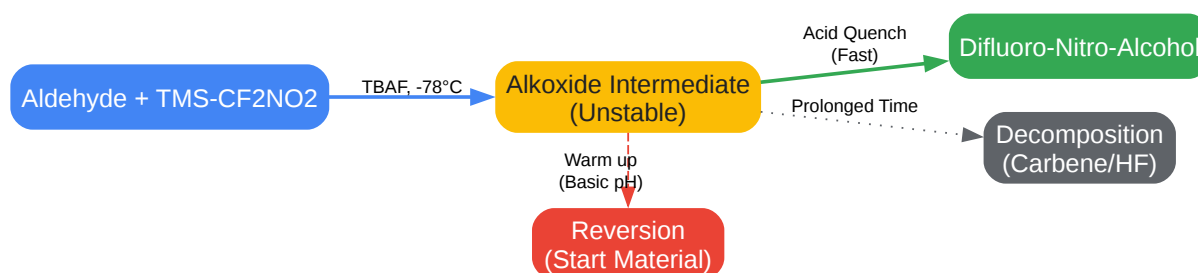 Aldehyde + TMS-CF2NO2
TBAF, -78°C
Alkoxide Intermediate
(Unstable)
Acid Quench
(Fast)
Difluoro-Nitro-Alcohol
Prolonged Time
Decomposition
(Carbene/HF)
Warm up
(Basic pH)
Reversion
(Start Material)